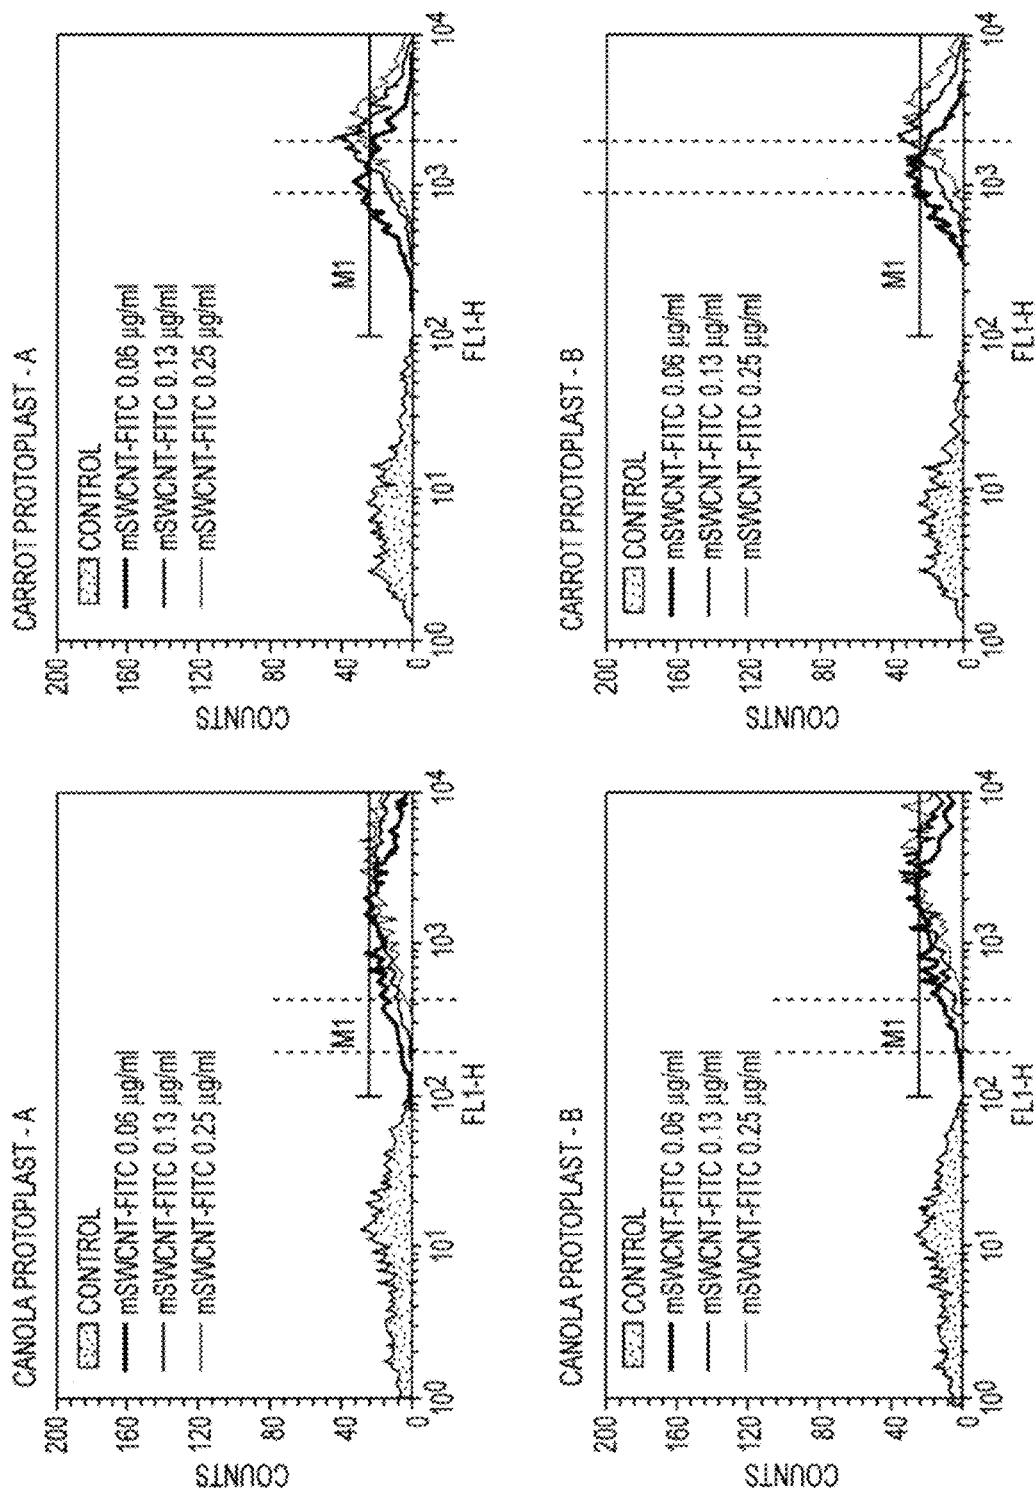 CANOLA PROTOPLAST - A
CONTROL
mSWCNT-FITC 0.06 µg/ml
mSWCNT-FITC 0.13 µg/ml
mSWCNT-FITC 0.25 µg/ml
M1
COUNTS
200
160
120
80
40
0
10⁰
10¹
10²
10³
10⁴
FL1-H
CARROT PROTOPLAST - A
CONTROL
mSWCNT-FITC 0.06 µg/ml
mSWCNT-FITC 0.13 µg/ml
mSWCNT-FITC 0.25 µg/ml
M1
COUNTS
200
160
120
80
40
0
10⁰
10¹
10²
10³
10⁴
FL1-H
CANOLA PROTOPLAST - B
CONTROL
mSWCNT-FITC 0.06 µg/ml
mSWCNT-FITC 0.13 µg/ml
mSWCNT-FITC 0.25 µg/ml
M1
COUNTS
200
160
120
80
40
0
10⁰
10¹
10²
10³
10⁴
FL1-H
CARROT PROTOPLAST - B
CONTROL
mSWCNT-FITC 0.06 µg/ml
mSWCNT-FITC 0.13 µg/ml
mSWCNT-FITC 0.25 µg/ml
M1
COUNTS
200
160
120
80
40
0
10⁰
10¹
10²
10³
10⁴
FL1-H